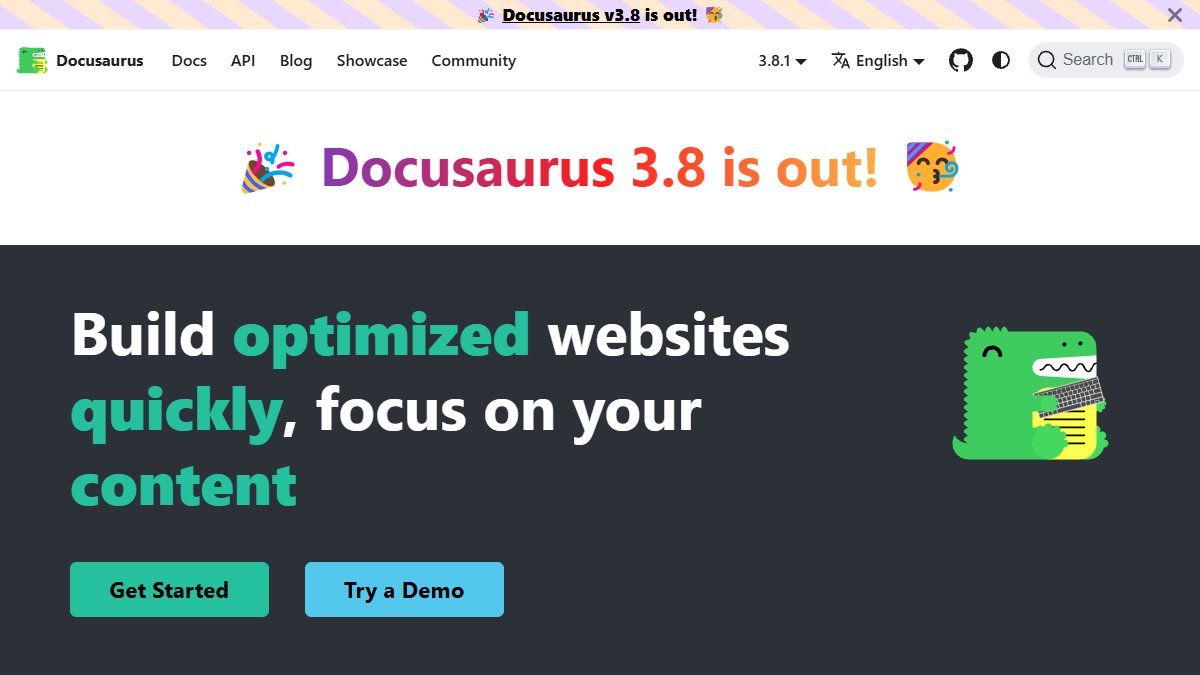 🎉 Docusaurus v3.8 is out! 🥳
Docusaurus Docs API Blog Showcase Community 3.8.1 English Search CTRL K
🎉 Docusaurus 3.8 is out! 🥳
Build optimized websites
quickly, focus on your
content
Get Started Try a Demo